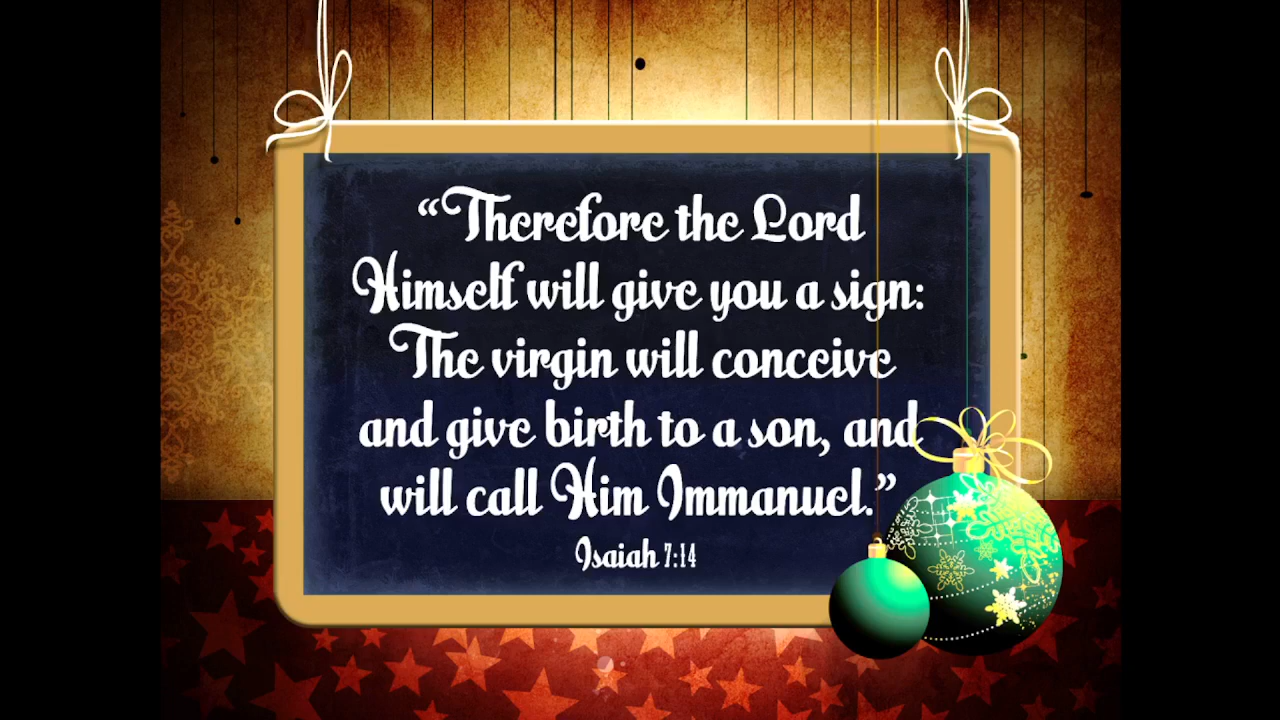 “Therefore the Lord
Himself will give you a sign:
The virgin will conceive
and give birth to a son, and
will call Him Immanuel.”
Isaiah 7:14